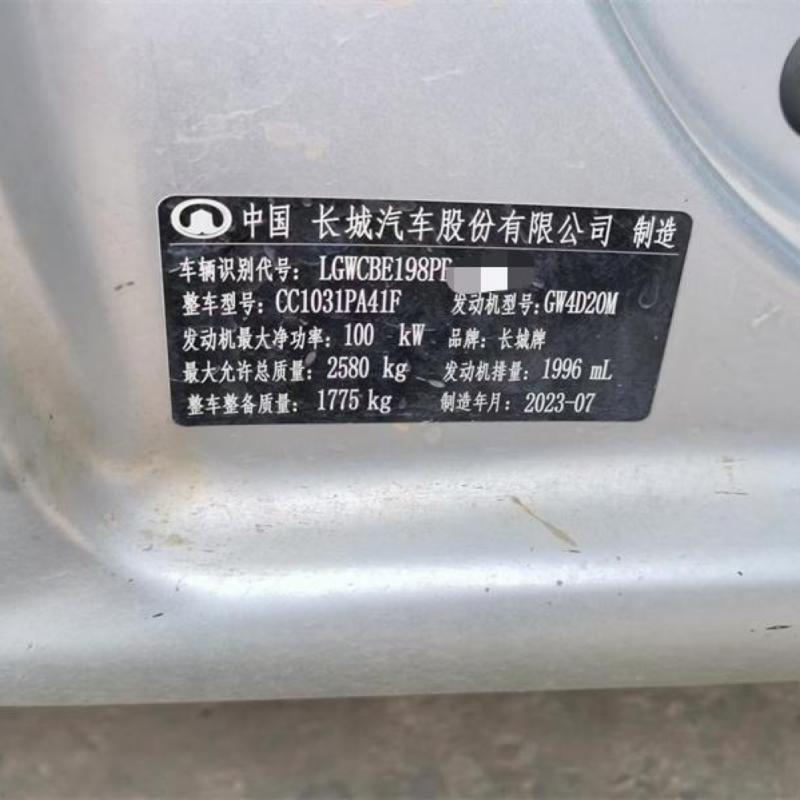 中国 长城汽车股份有限公司 制造
车辆识别代号: LGWCBE198PF
整车型号: CC1031PA41F 发动机型号: GW4D20M
发动机最大净功率: 100 kW 品牌: 长城牌
最大允许总质量: 2580 kg 发动机排量: 1996 mL
整车整备质量: 1775 kg 制造年月: 2023-07